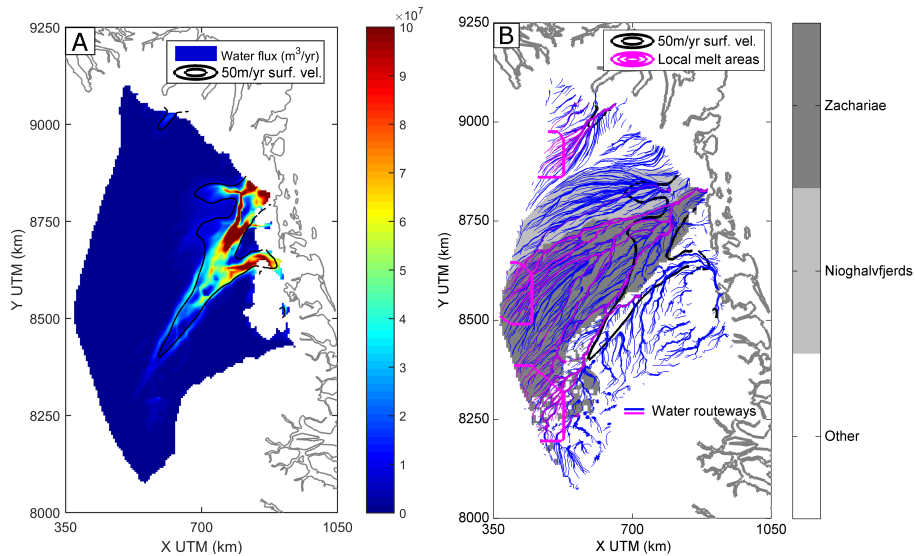 A
Water flux (m³/yr)
50m/yr surf. vel.
×10⁷
10
9
8
7
6
5
4
3
2
1
0
9250
9000
8750
8500
8250
8000
350
700
1050
X UTM (km)
Y UTM (km)
B
50m/yr surf. vel.
Local melt areas
Water routeways
9250
9000
8750
8500
8250
8000
350
700
1050
X UTM (km)
Y UTM (km)
Zachariae
Nioghalvfjerds
Other